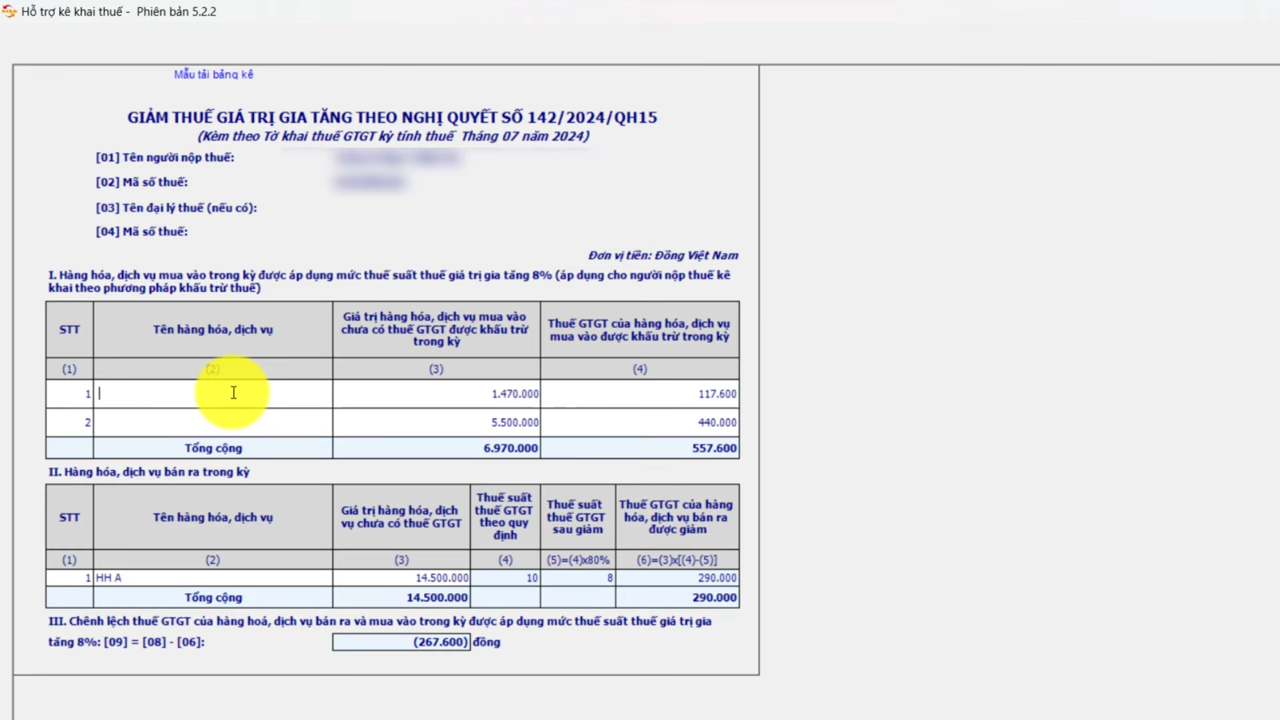 Hỗ trợ kê khai thuế - Phiên bản 5.2.2
Mẫu tải bảng kê
GIẢM THUẾ GIÁ TRỊ GIA TĂNG THEO NGHỊ QUYẾT SỐ 142/2024/QH15
(Kèm theo Tờ khai thuế GTGT kỳ tính thuế Tháng 07 năm 2024)
[01] Tên người nộp thuế:
[02] Mã số thuế:
[03] Tên đại lý thuế (nếu có):
[04] Mã số thuế:
Đơn vị tiền: Đồng Việt Nam
I. Hàng hóa, dịch vụ mua vào trong kỳ được áp dụng mức thuế suất thuế giá trị gia tăng 8% (áp dụng cho người nộp thuế kê
khai theo phương pháp khấu trừ thuế)
STT Tên hàng hóa, dịch vụ Giá trị hàng hóa, dịch vụ mua vào chưa có thuế GTGT được khấu trừ trong kỳ Thuế GTGT của hàng hóa, dịch vụ mua vào được khấu trừ trong kỳ
(1) (2) (3) (4)
1 1.470.000 117.600
2 5.500.000 440.000
Tổng cộng 6.970.000 557.600
II. Hàng hóa, dịch vụ bán ra trong kỳ
STT Tên hàng hóa, dịch vụ Giá trị hàng hóa, dịch vụ chưa có thuế GTGT Thuế suất thuế GTGT theo quy định Thuế suất thuế GTGT sau giảm Thuế GTGT của hàng hóa, dịch vụ bán ra được giảm
(1) (2) (3) (4) (5)=(4)x80% (6)=(3)x[(4)-(5)]
1 HH A 14.500.000 10 8 290.000
Tổng cộng 14.500.000 290.000
III. Chênh lệch thuế GTGT của hàng hoá, dịch vụ bán ra và mua vào trong kỳ được áp dụng mức thuế suất thuế giá trị gia
tăng 8%: [09] = [08] - [06]: (267.600) đồng